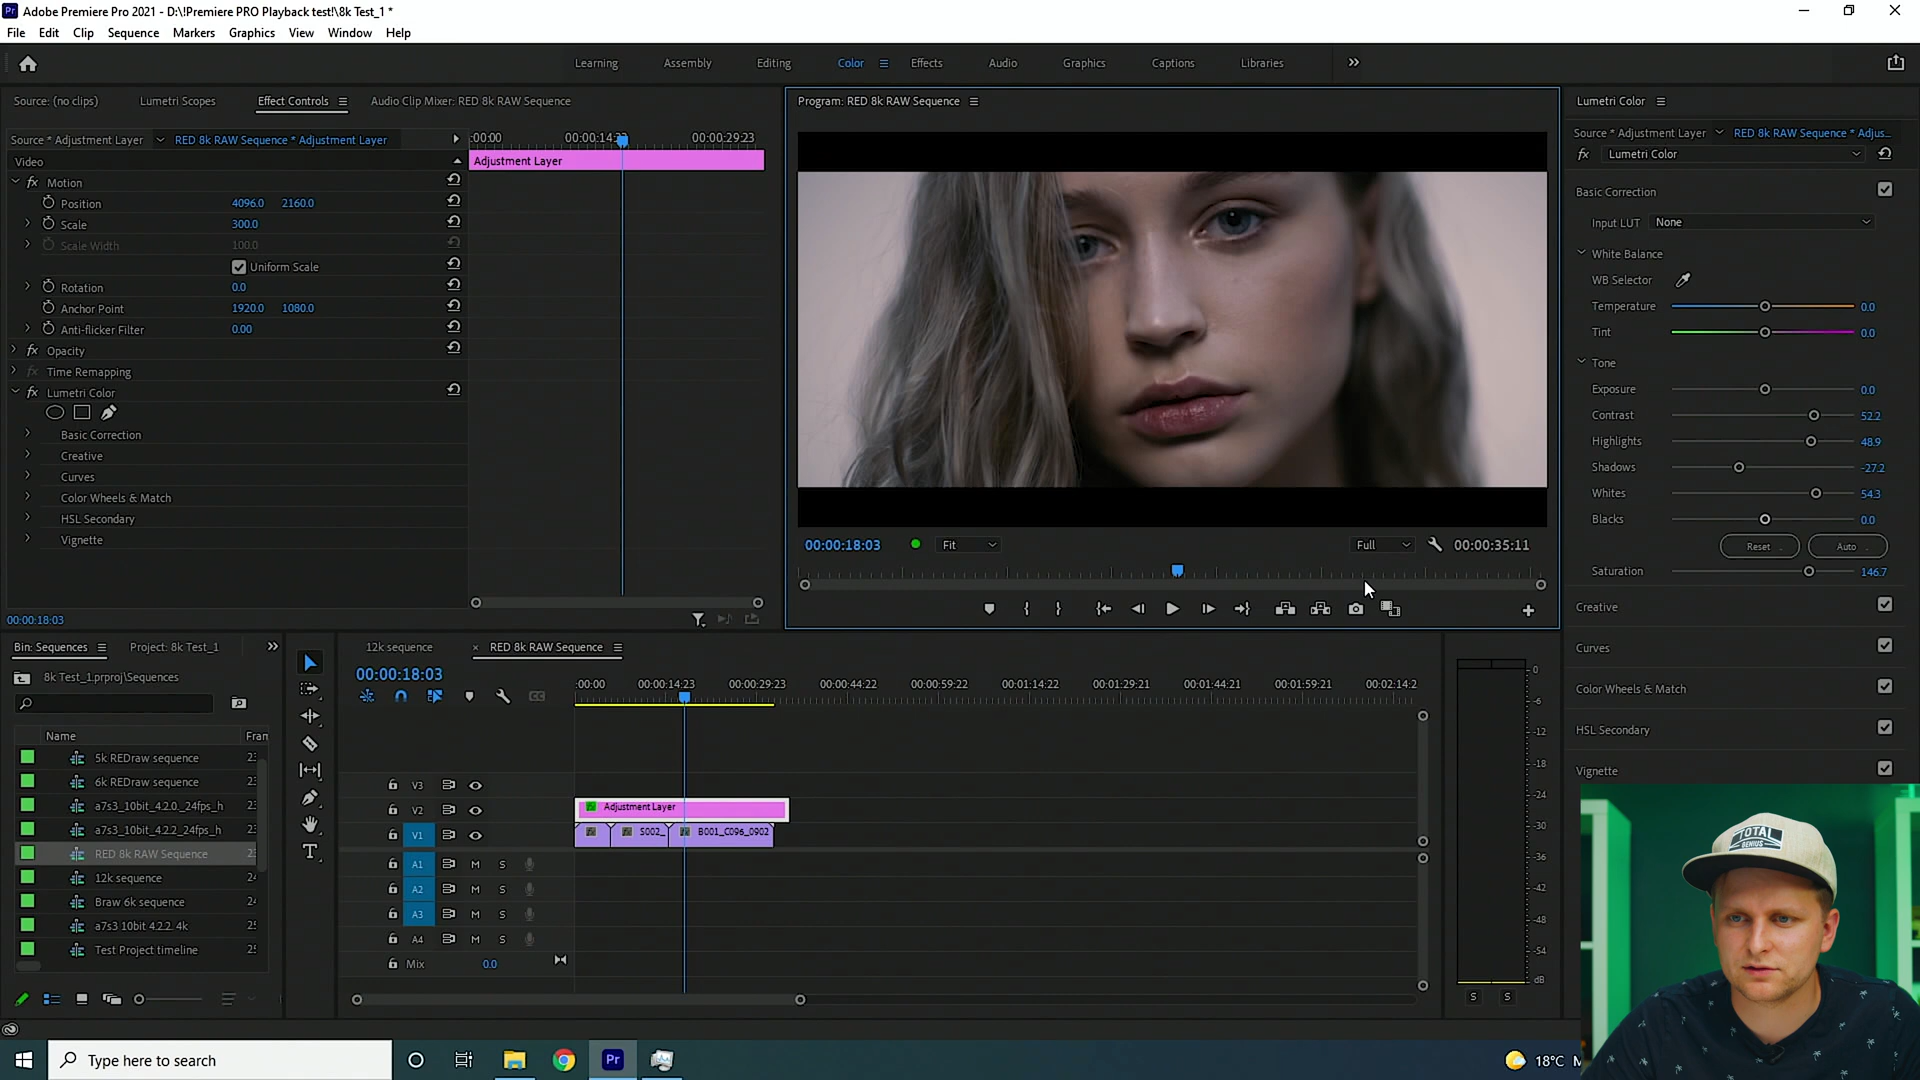 Adobe Premiere Pro 2021 - D:\!Premiere PRO Playback test!\8k Test_1 *
File Edit Clip Sequence Markers Graphics View Window Help
Learning Assembly Editing Color Effects Audio Graphics Captions Libraries
Source: (no clips) Lumetri Scopes Effect Controls Audio Clip Mixer: RED 8k RAW Sequence
Source * Adjustment Layer RED 8k RAW Sequence * Adjustment Layer
:00:00 00:00:14:23 00:00:29:23
Video
Adjustment Layer
fx Motion
Position 4096.0 2160.0
Scale 300.0
Scale Width 100.0
Uniform Scale
Rotation 0.0
Anchor Point 1920.0 1080.0
Anti-flicker Filter 0.00
fx Opacity
fx Time Remapping
fx Lumetri Color
Basic Correction
Creative
Curves
Color Wheels & Match
HSL Secondary
Vignette
00:00:18:03
Program: RED 8k RAW Sequence
00:00:18:03 Fit Full 00:00:35:11
Lumetri Color
Source * Adjustment Layer RED 8k RAW Sequence * Adjus...
fx Lumetri Color
Basic Correction
Input LUT None
White Balance
WB Selector
Temperature 0.0
Tint 0.0
Tone
Exposure 0.0
Contrast 52.2
Highlights 48.9
Shadows -27.2
Whites 54.3
Blacks 0.0
Reset Auto
Saturation 146.7
Creative
Curves
Color Wheels & Match
HSL Secondary
Vignette
Bin: Sequences Project: 8k Test_1
8k Test_1.prproj\Sequences
Name Fram
5k REDraw sequence 23
6k REDraw sequence 23
a7s3_10bit_4.2.0._24fps_h 23
a7s3_10bit_4.2.2_24fps_h 23
RED 8k RAW Sequence 23
12k sequence 24
Braw 6k sequence 24
a7s3 10bit 4.2.2. 4k 25
Test Project timeline 25
12k sequence × RED 8k RAW Sequence
00:00:18:03
:00:00 00:00:14:23 00:00:29:23 00:00:44:22 00:00:59:22 00:01:14:22 00:01:29:21 00:01:44:21 00:01:59:21 00:02:14:2
V3
V2 Adjustment Layer
V1 S002_ B001_C096_0902
A1 M S
A2 M S
A3 M S
A4 M S
Mix 0.0
0
-6
-12
-18
-24
-30
-36
-42
-48
-54
dB
S S
TOTAL
GENIUS
Type here to search
Pr
18°C